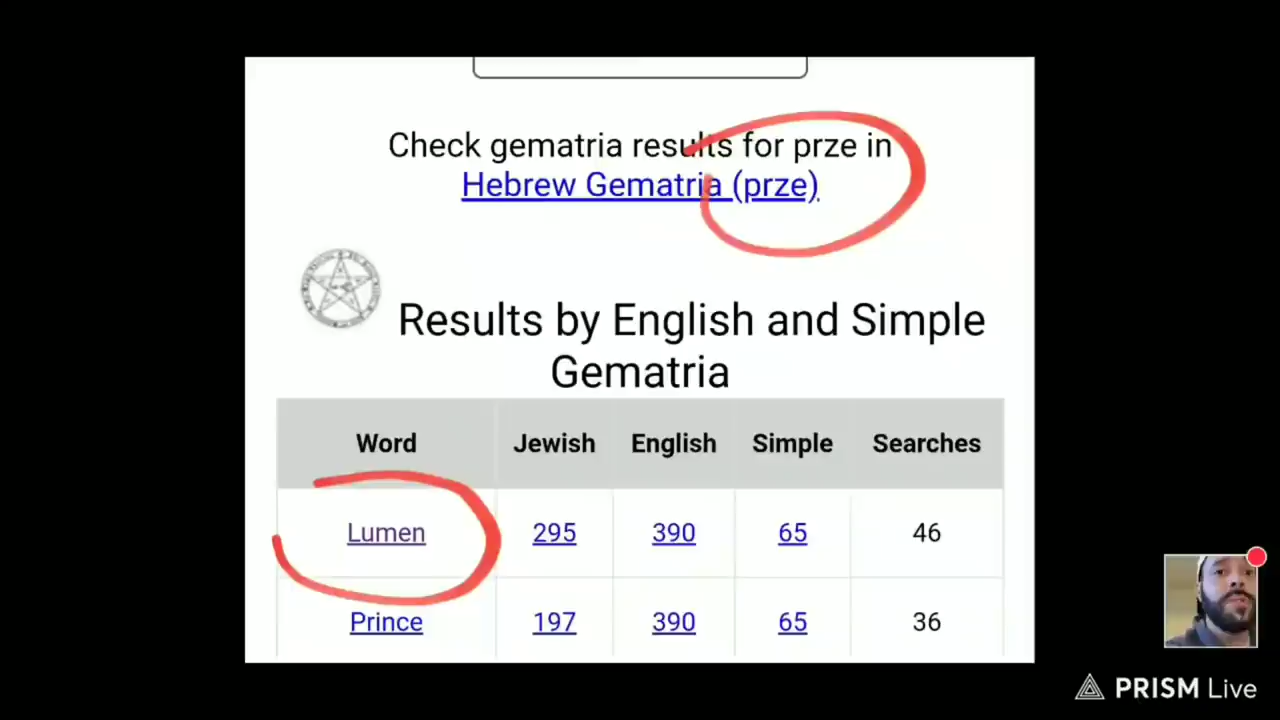 Check gematria results for prze in
Hebrew Gematria (prze)
Results by English and Simple
Gematria
Word Jewish English Simple Searches
Lumen 295 390 65 46
Prince 197 390 65 36
PRISM Live